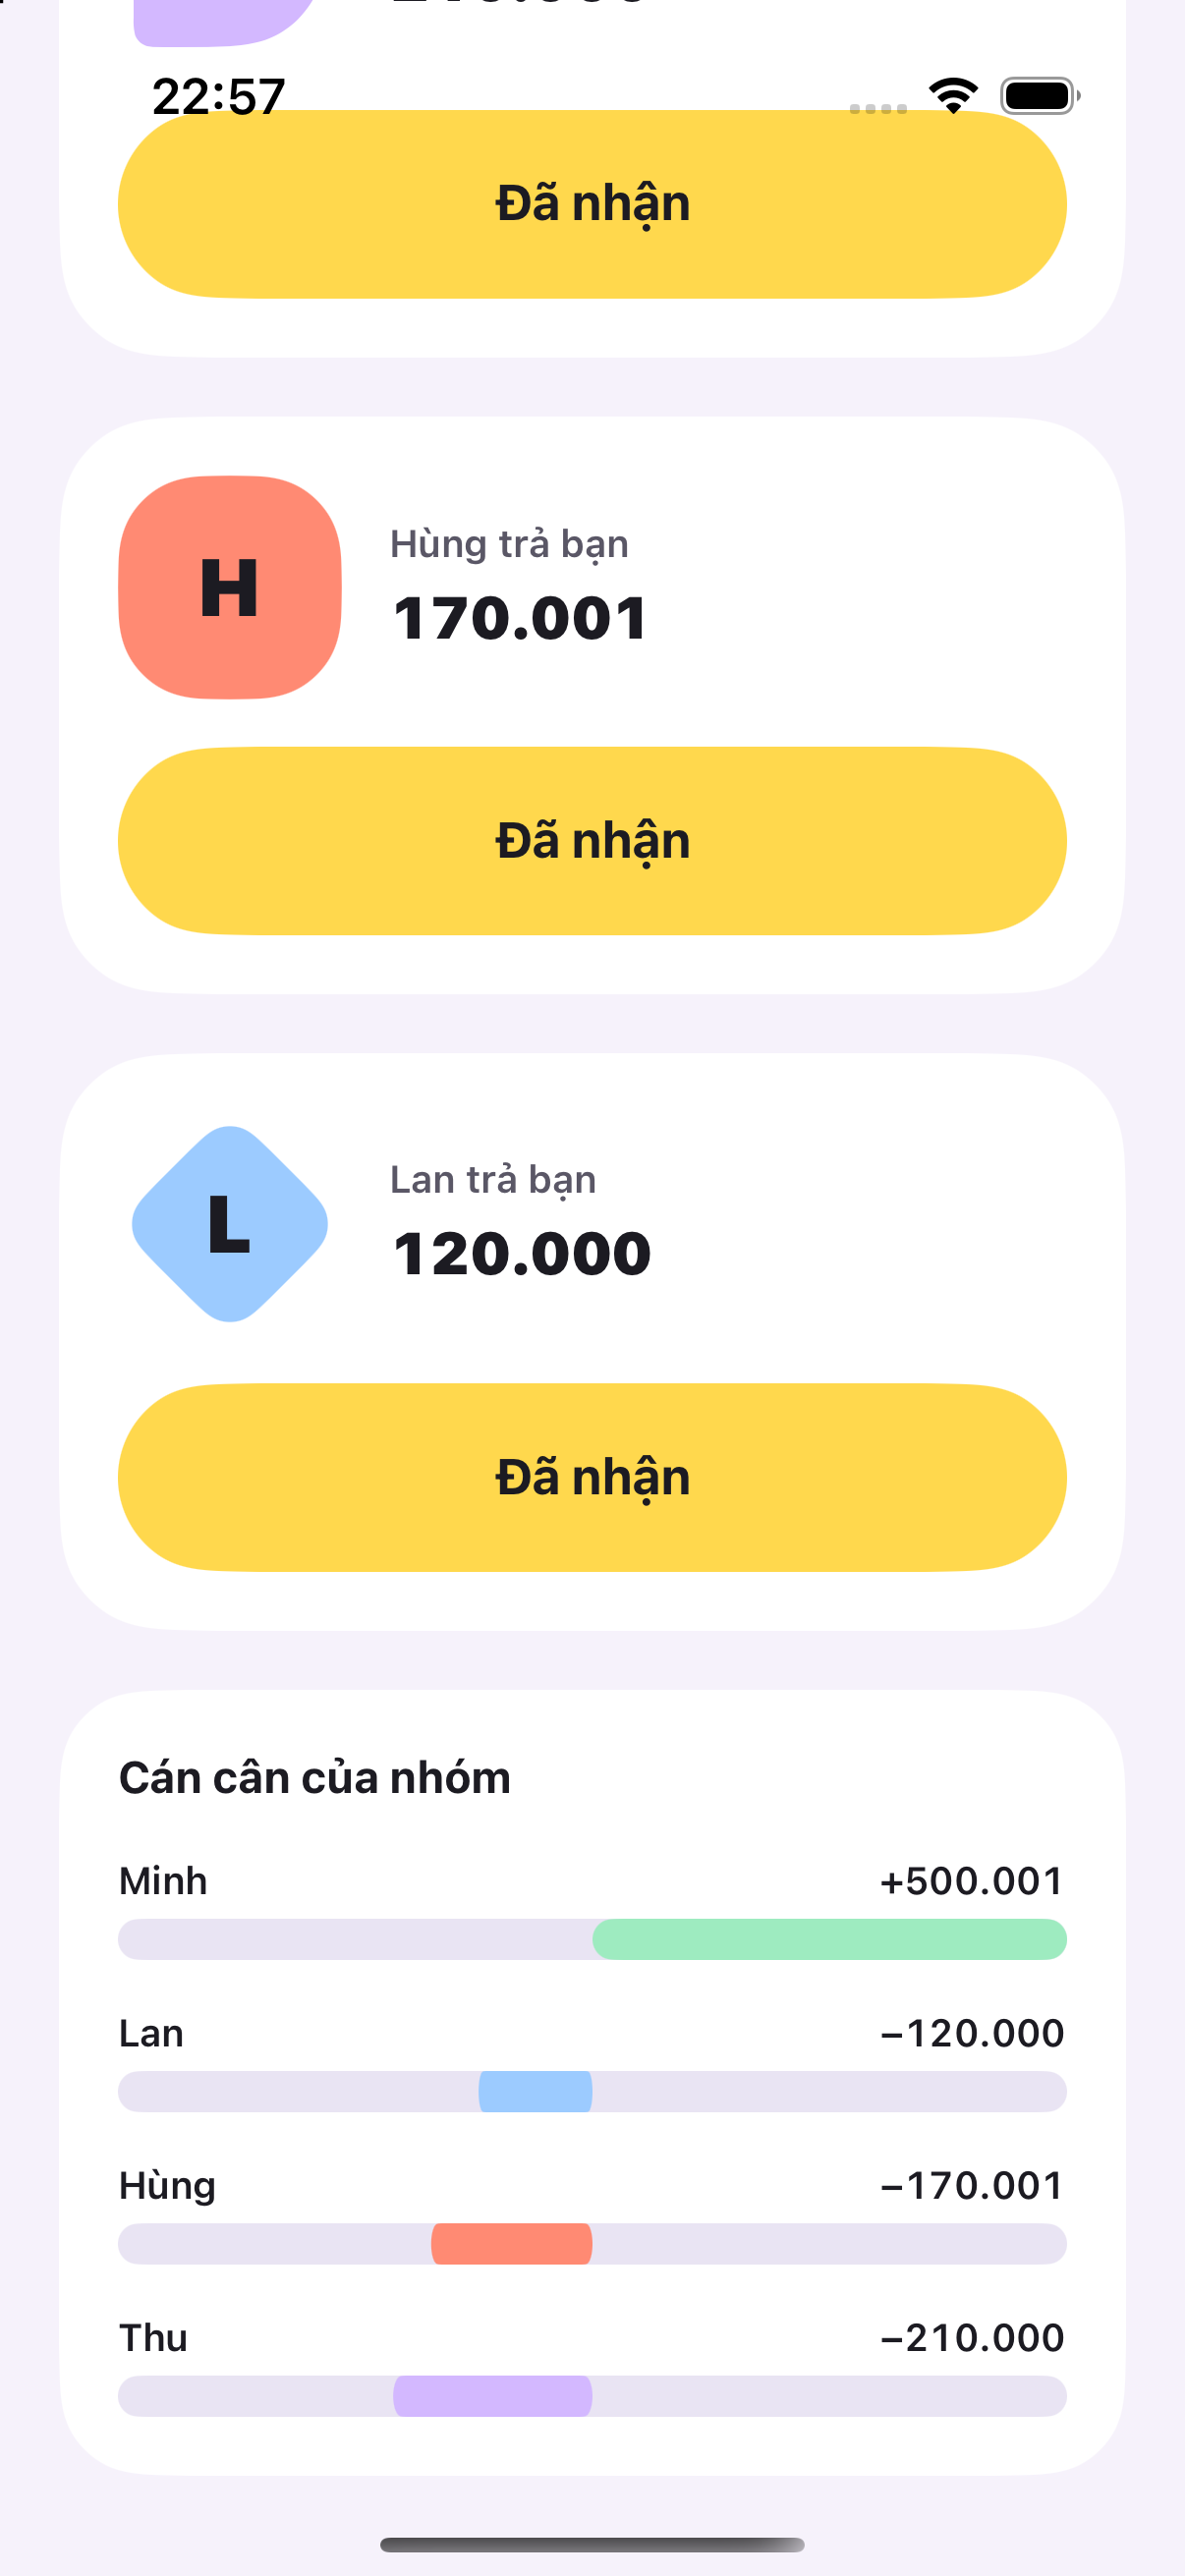 22:57
Đã nhận
H
Hùng trả bạn
170.001
Đã nhận
L
Lan trả bạn
120.000
Đã nhận
Cán cân của nhóm
Minh +500.001
Lan −120.000
Hùng −170.001
Thu −210.000